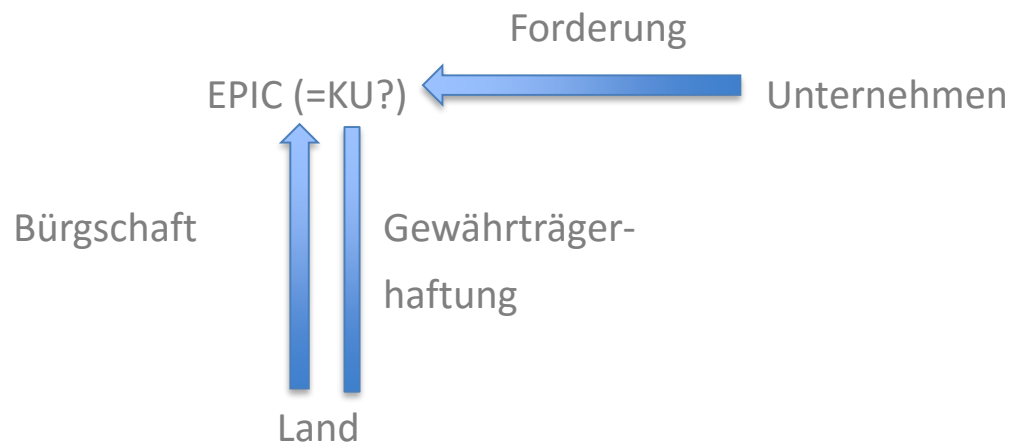 Forderung
EPIC (=KU?)
Unternehmen
Bürgschaft
Gewährträger-
haftung
Land